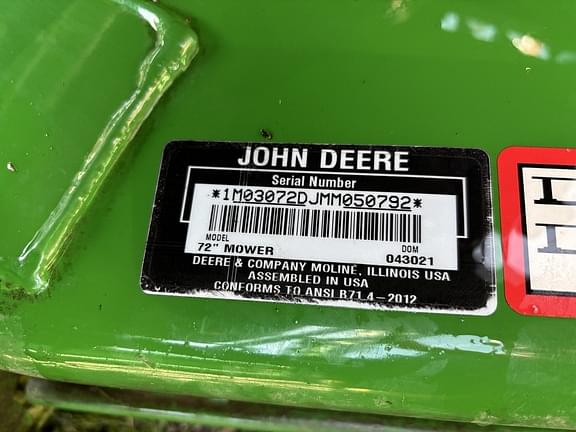 JOHN DEERE
Serial Number
*1M03072DJMM050792*
MODEL DOM
72" MOWER 043021
DEERE & COMPANY MOLINE, ILLINOIS USA
ASSEMBLED IN USA
CONFORMS TO ANSI B71.4-2012